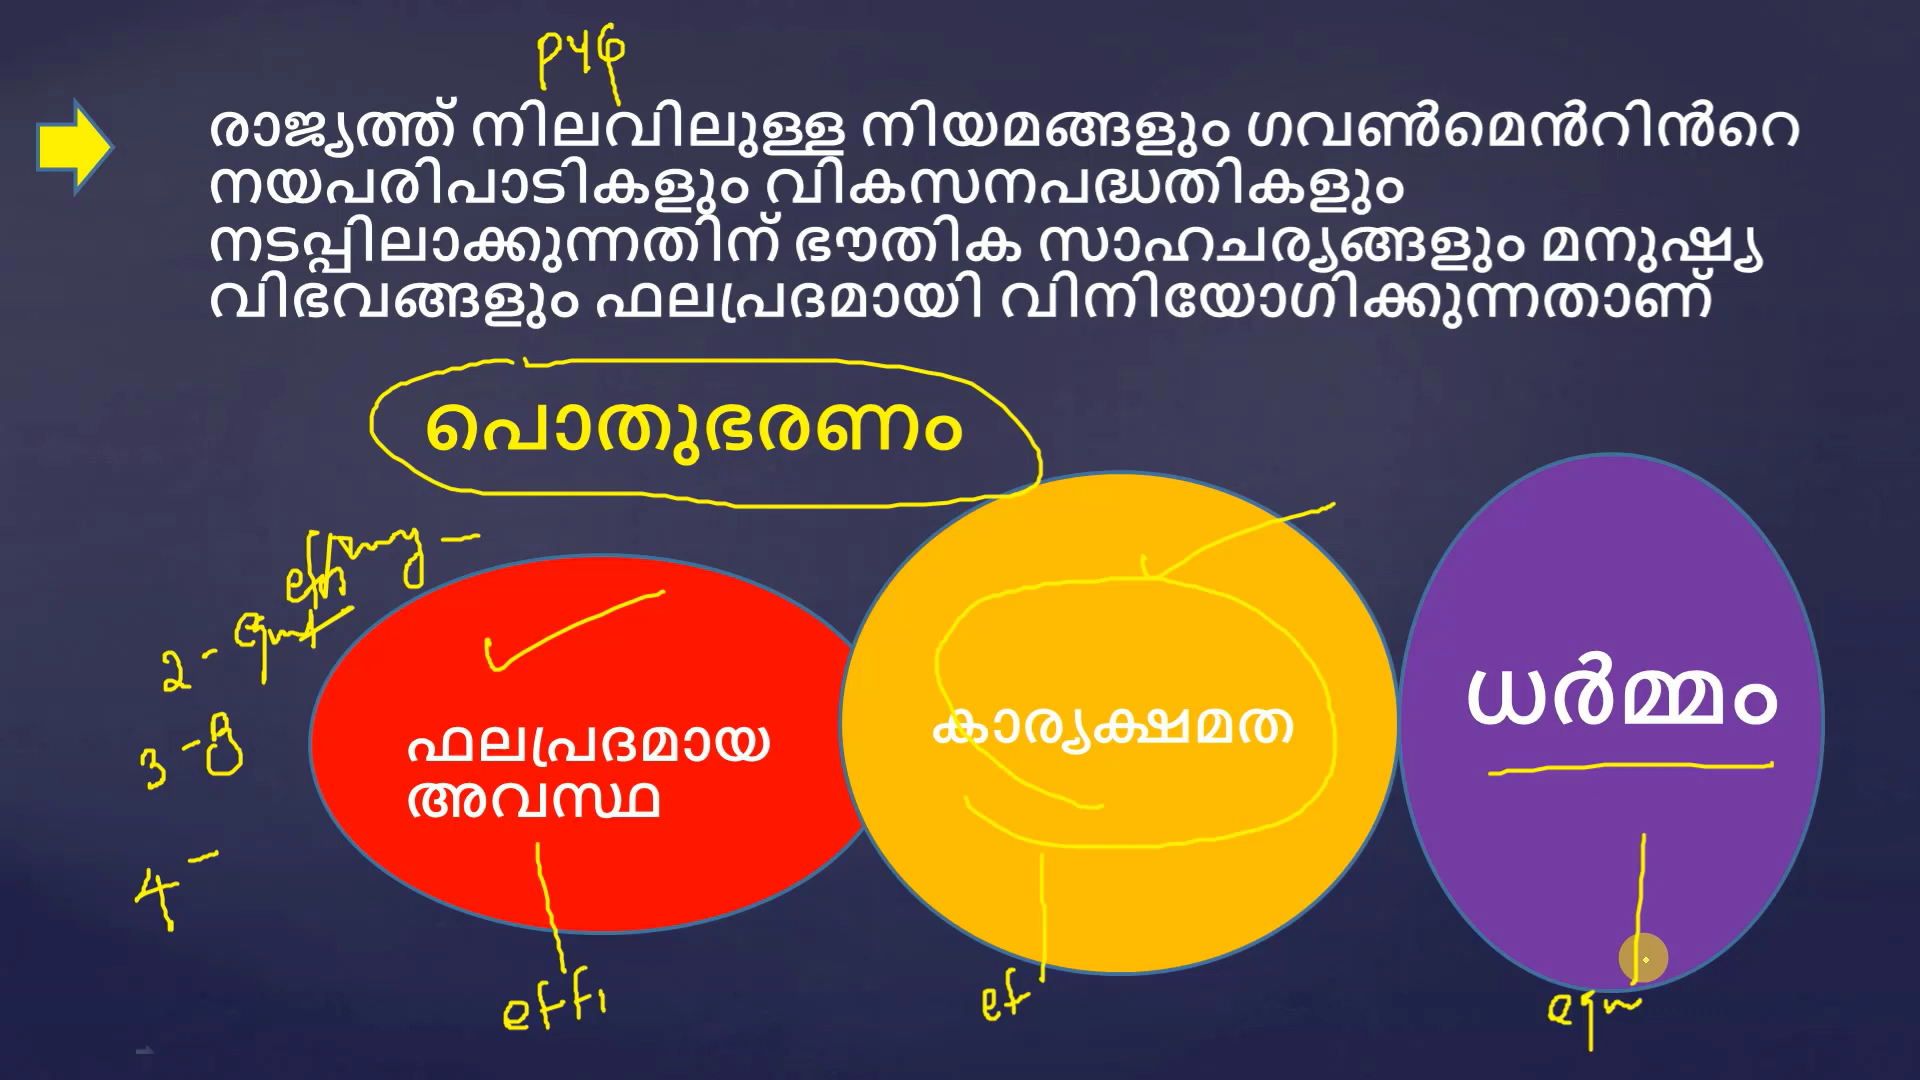 രാജ്യത്ത് നിലവിലുള്ള നിയമങ്ങളും ഗവൺമെൻറിൻറെ
നയപരിപാടികളും വികസനപദ്ധതികളും
നടപ്പിലാക്കുന്നതിന് ഭൗതിക സാഹചര്യങ്ങളും മനുഷ്യ
വിഭവങ്ങളും ഫലപ്രദമായി വിനിയോഗിക്കുന്നതാണ്
പൊതുഭരണം
2 -
3 -
4 -
ഫലപ്രദമായ
അവസ്ഥ
കാര്യക്ഷമത
ധർമ്മം
effi
ef